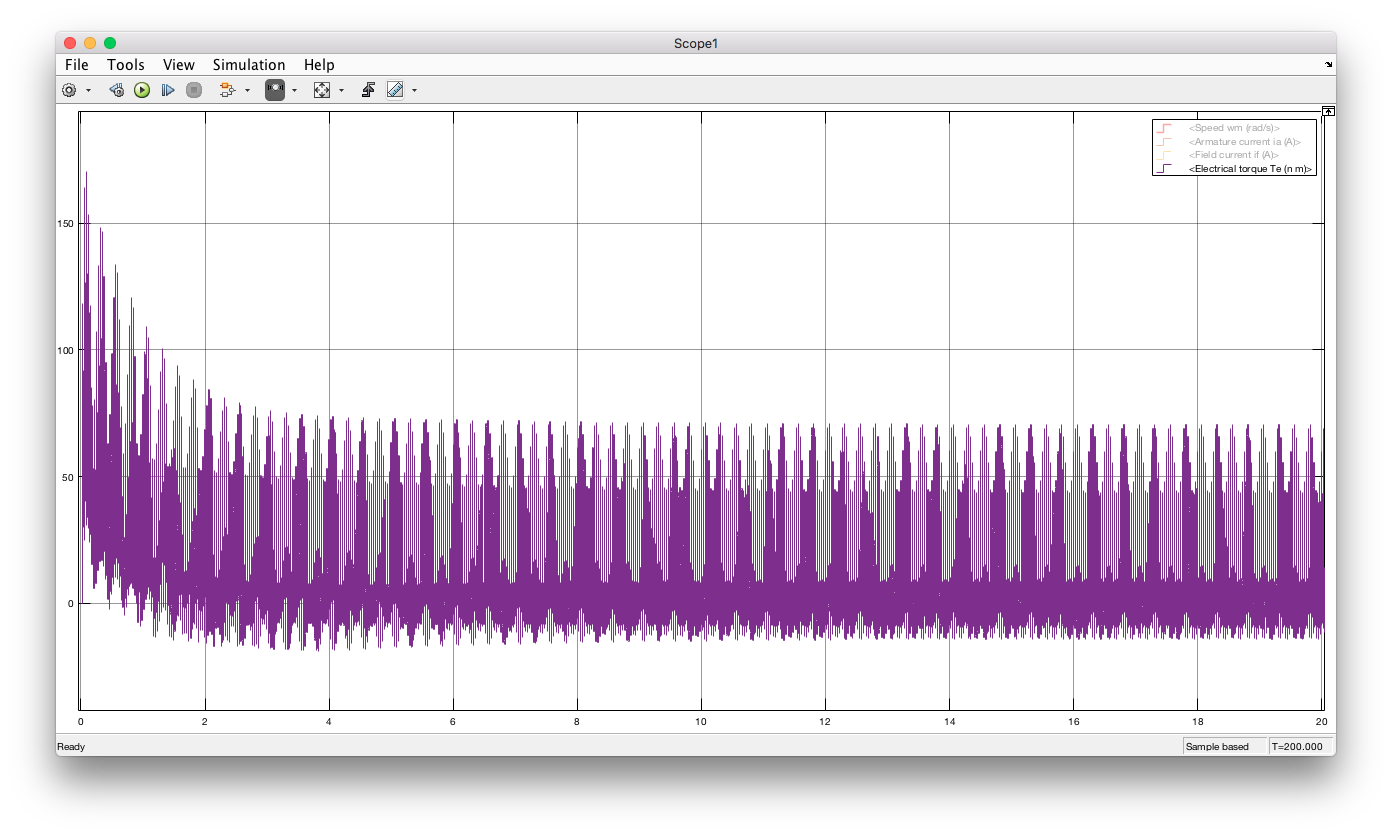 Scope1
File Tools View Simulation Help
<Speed wm (rad/s)>
<Armature current ia (A)>
<Field current if (A)>
<Electrical torque Te (n m)>
150
100
50
0
0 2 4 6 8 10 12 14 16 18 20
Ready Sample based T=200.000